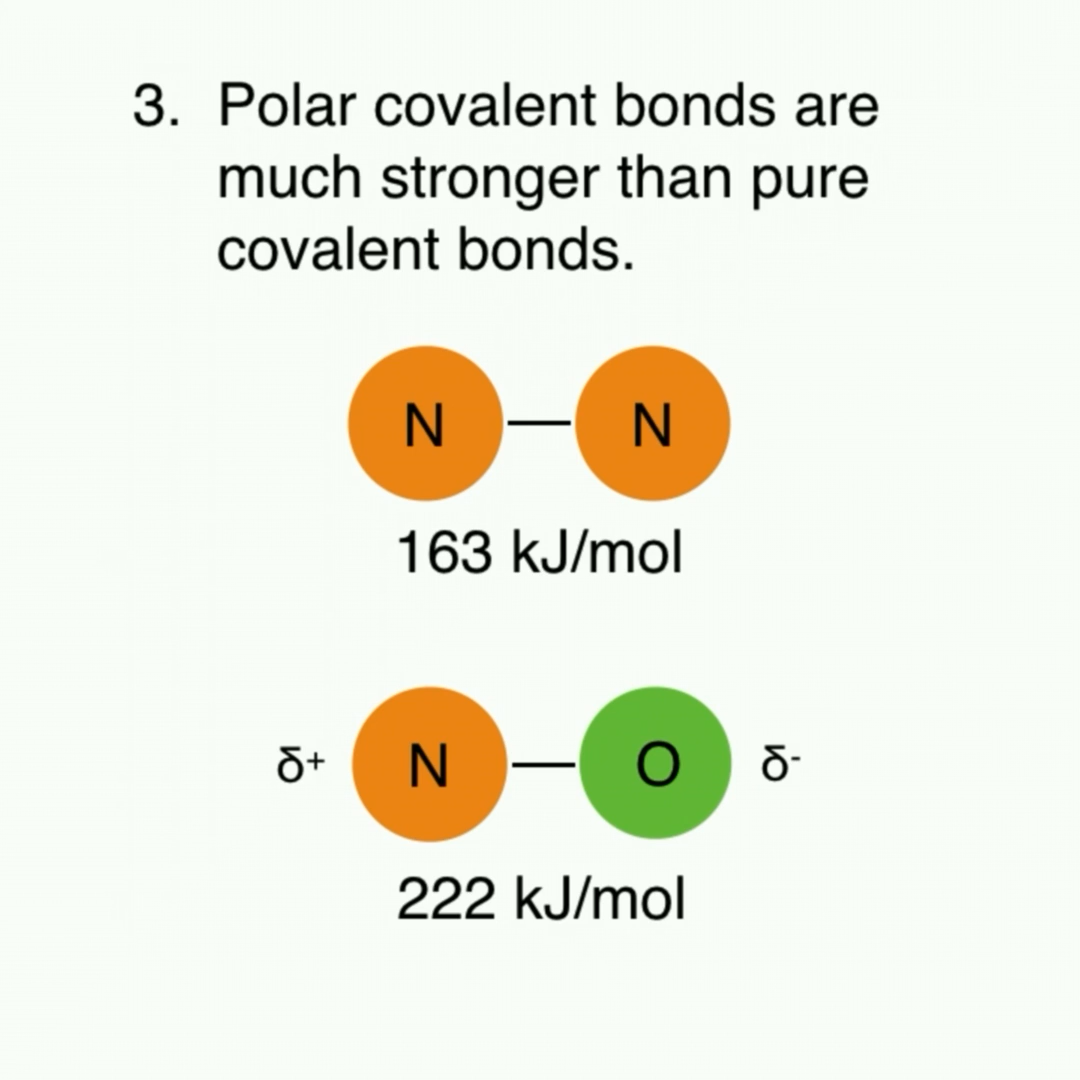 3. Polar covalent bonds are
much stronger than pure
covalent bonds.
N N
163 kJ/mol
δ+ N O δ-
222 kJ/mol